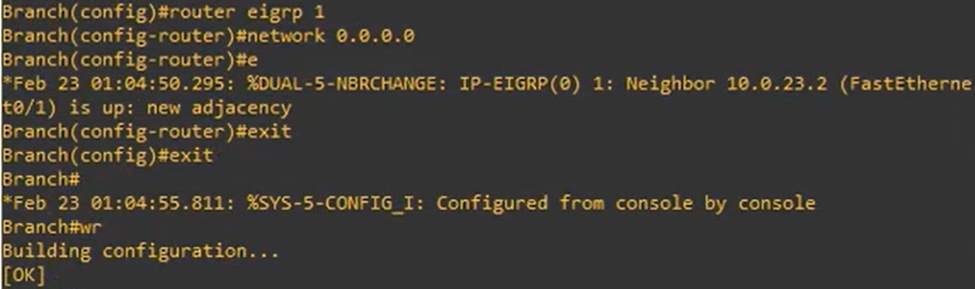 Branch(config)#router eigrp 1
Branch(config-router)#network 0.0.0.0
Branch(config-router)#e
*Feb 23 01:04:50.295: %DUAL-5-NBRCHANGE: IP-EIGRP(0) 1: Neighbor 10.0.23.2 (FastEtherne
t0/1) is up: new adjacency
Branch(config-router)#exit
Branch(config)#exit
Branch#
*Feb 23 01:04:55.811: %SYS-5-CONFIG_I: Configured from console by console
Branch#wr
Building configuration...
[OK]